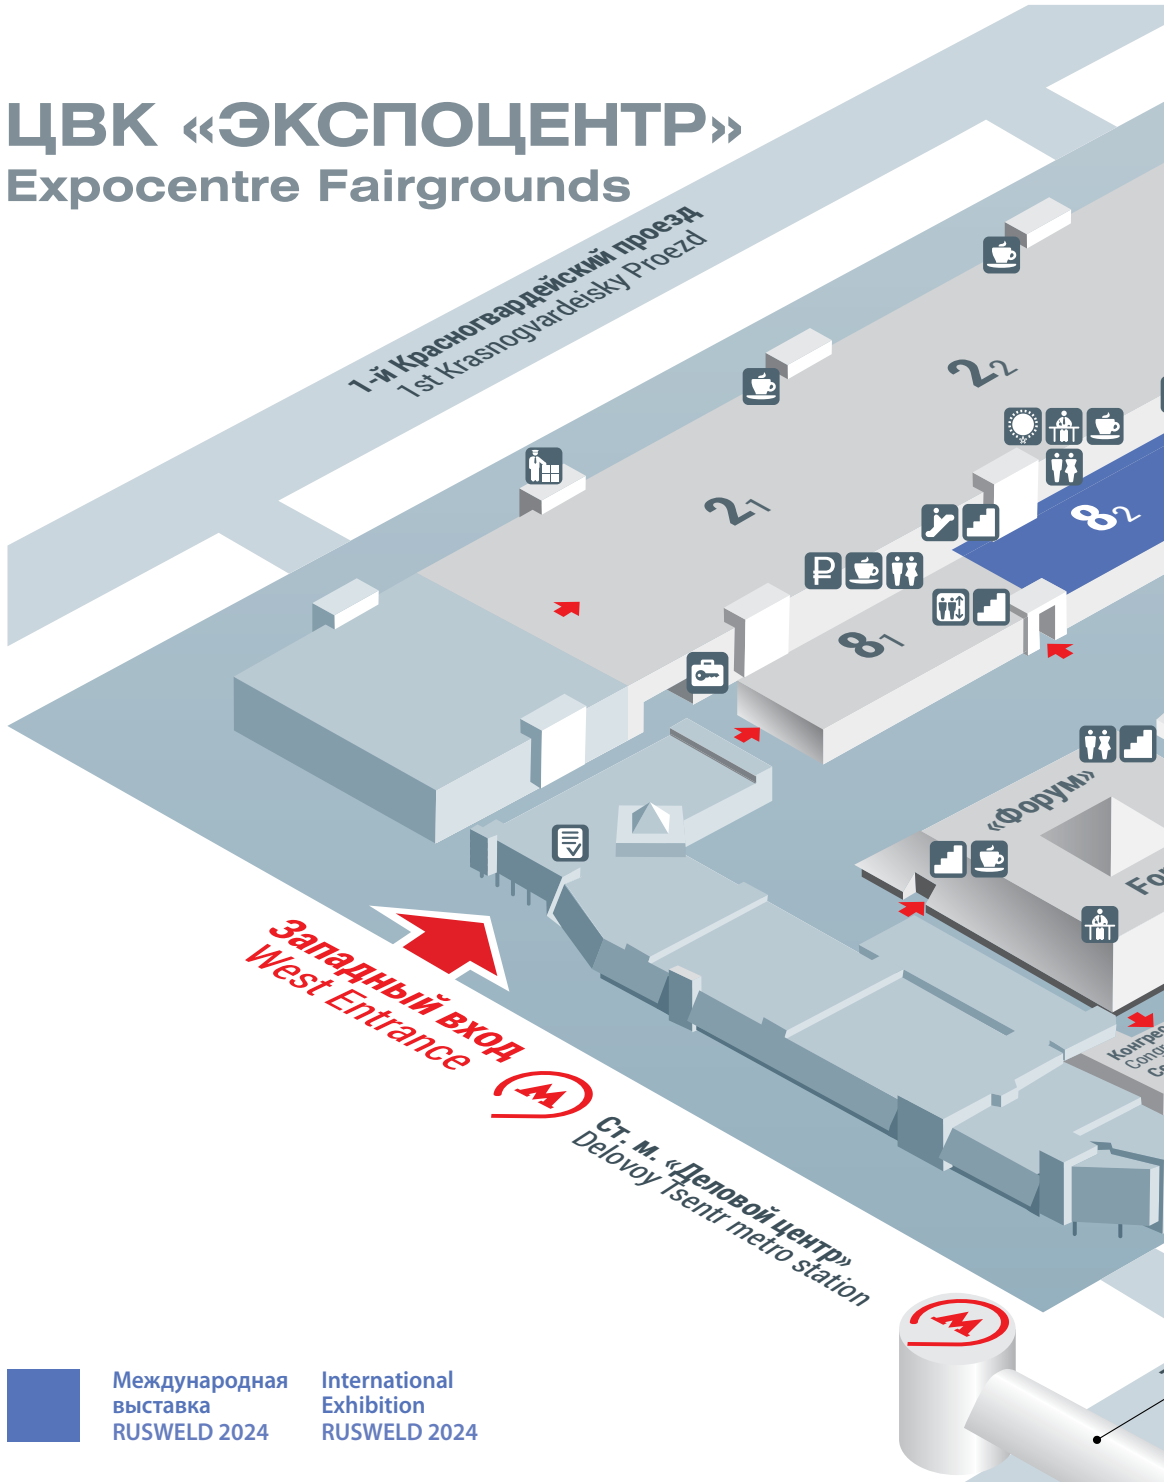 ЦВК «ЭКСПОЦЕНТР»
Expocentre Fairgrounds
1-й Красногвардейский проезд
1st Krasnogvardeisky Proezd
22
21
82
81
«Форум»
Западный вход
West Entrance
Ст. м. «Деловой центр»
Delovoy Tsentr metro station
Международная
выставка
RUSWELD 2024
International
Exhibition
RUSWELD 2024